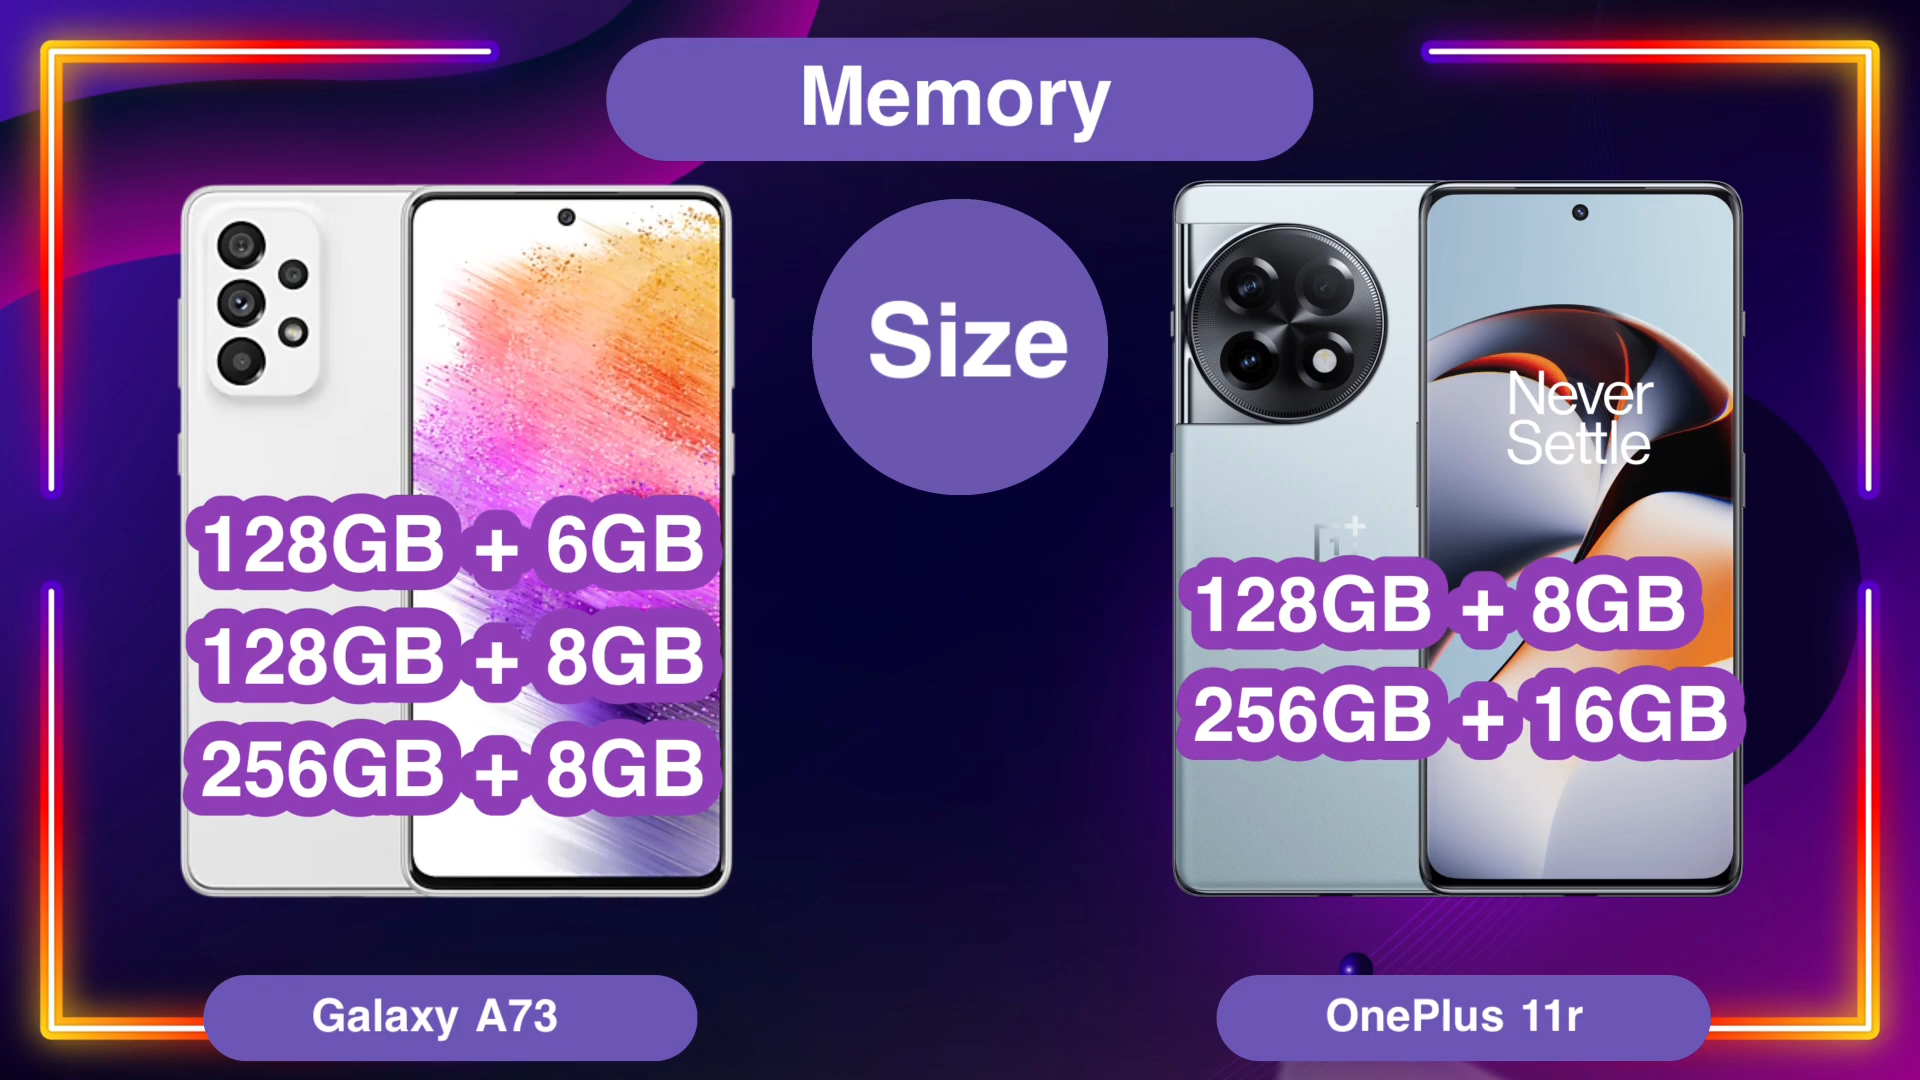 Memory
Size
128GB + 6GB
128GB + 8GB
256GB + 8GB
Never
Settle
128GB + 8GB
256GB + 16GB
Galaxy A73
OnePlus 11r